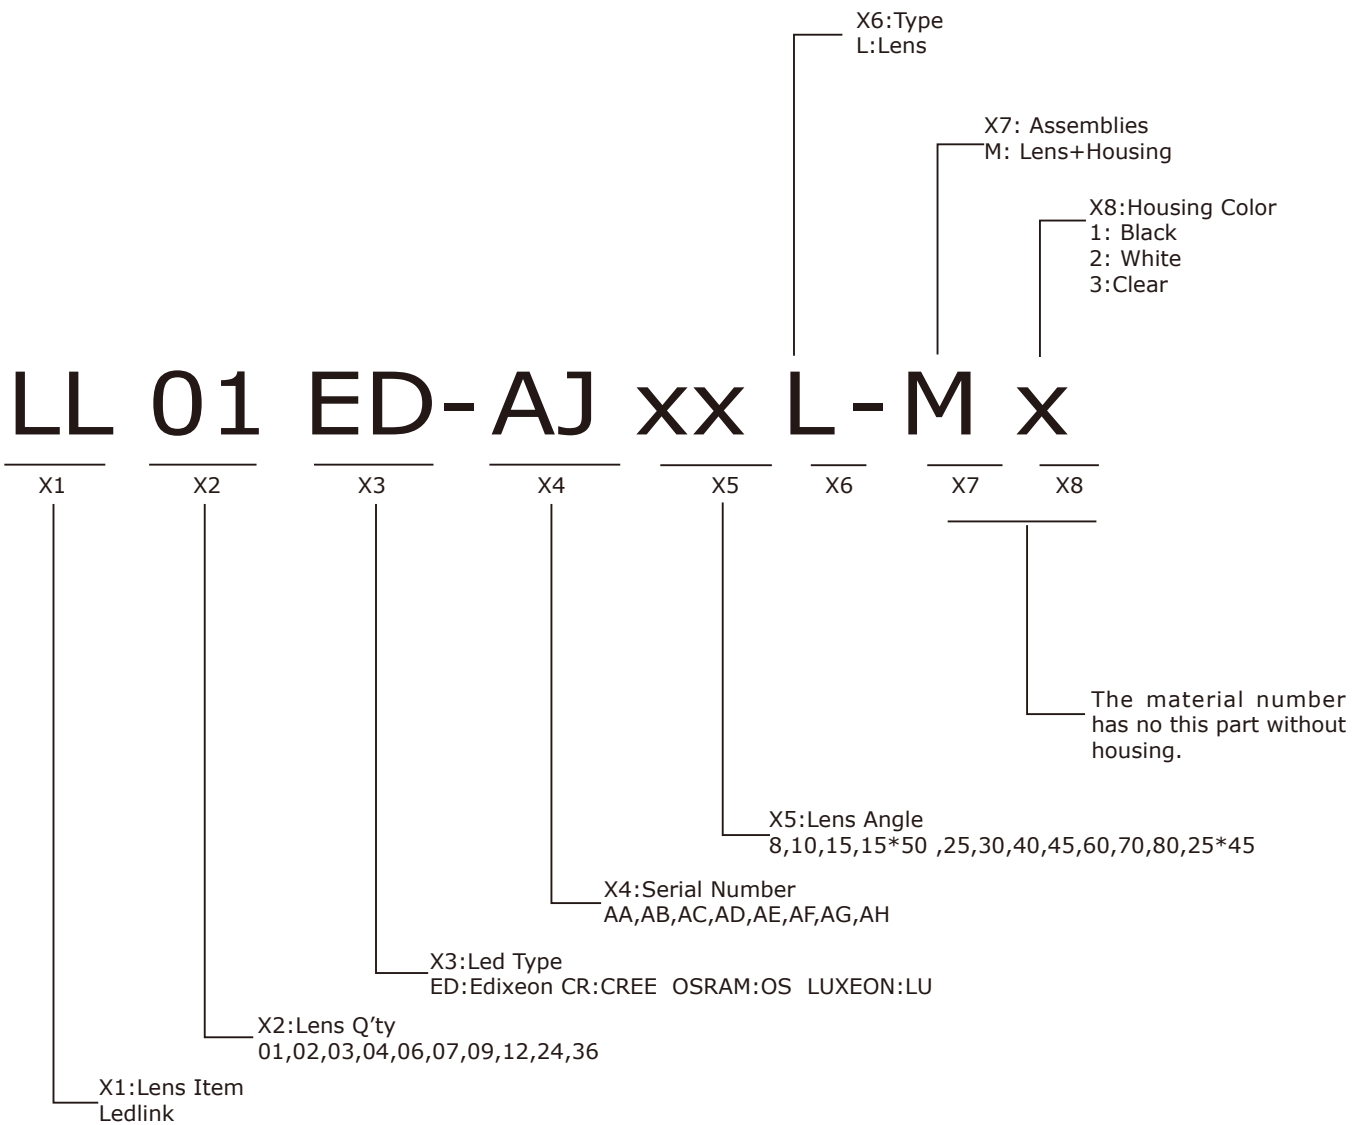 X6:Type
L:Lens
X7: Assemblies
M: Lens+Housing
X8:Housing Color
1: Black
2: White
3:Clear
LL 01 ED-AJ xx L-M x
X1 X2 X3 X4 X5 X6 X7 X8
The material number
has no this part without
housing.
X5:Lens Angle
8,10,15,15*50 ,25,30,40,45,60,70,80,25*45
X4:Serial Number
AA,AB,AC,AD,AE,AF,AG,AH
X3:Led Type
ED:Edixeon CR:CREE OSRAM:OS LUXEON:LU
X2:Lens Q’ty
01,02,03,04,06,07,09,12,24,36
X1:Lens Item
Ledlink